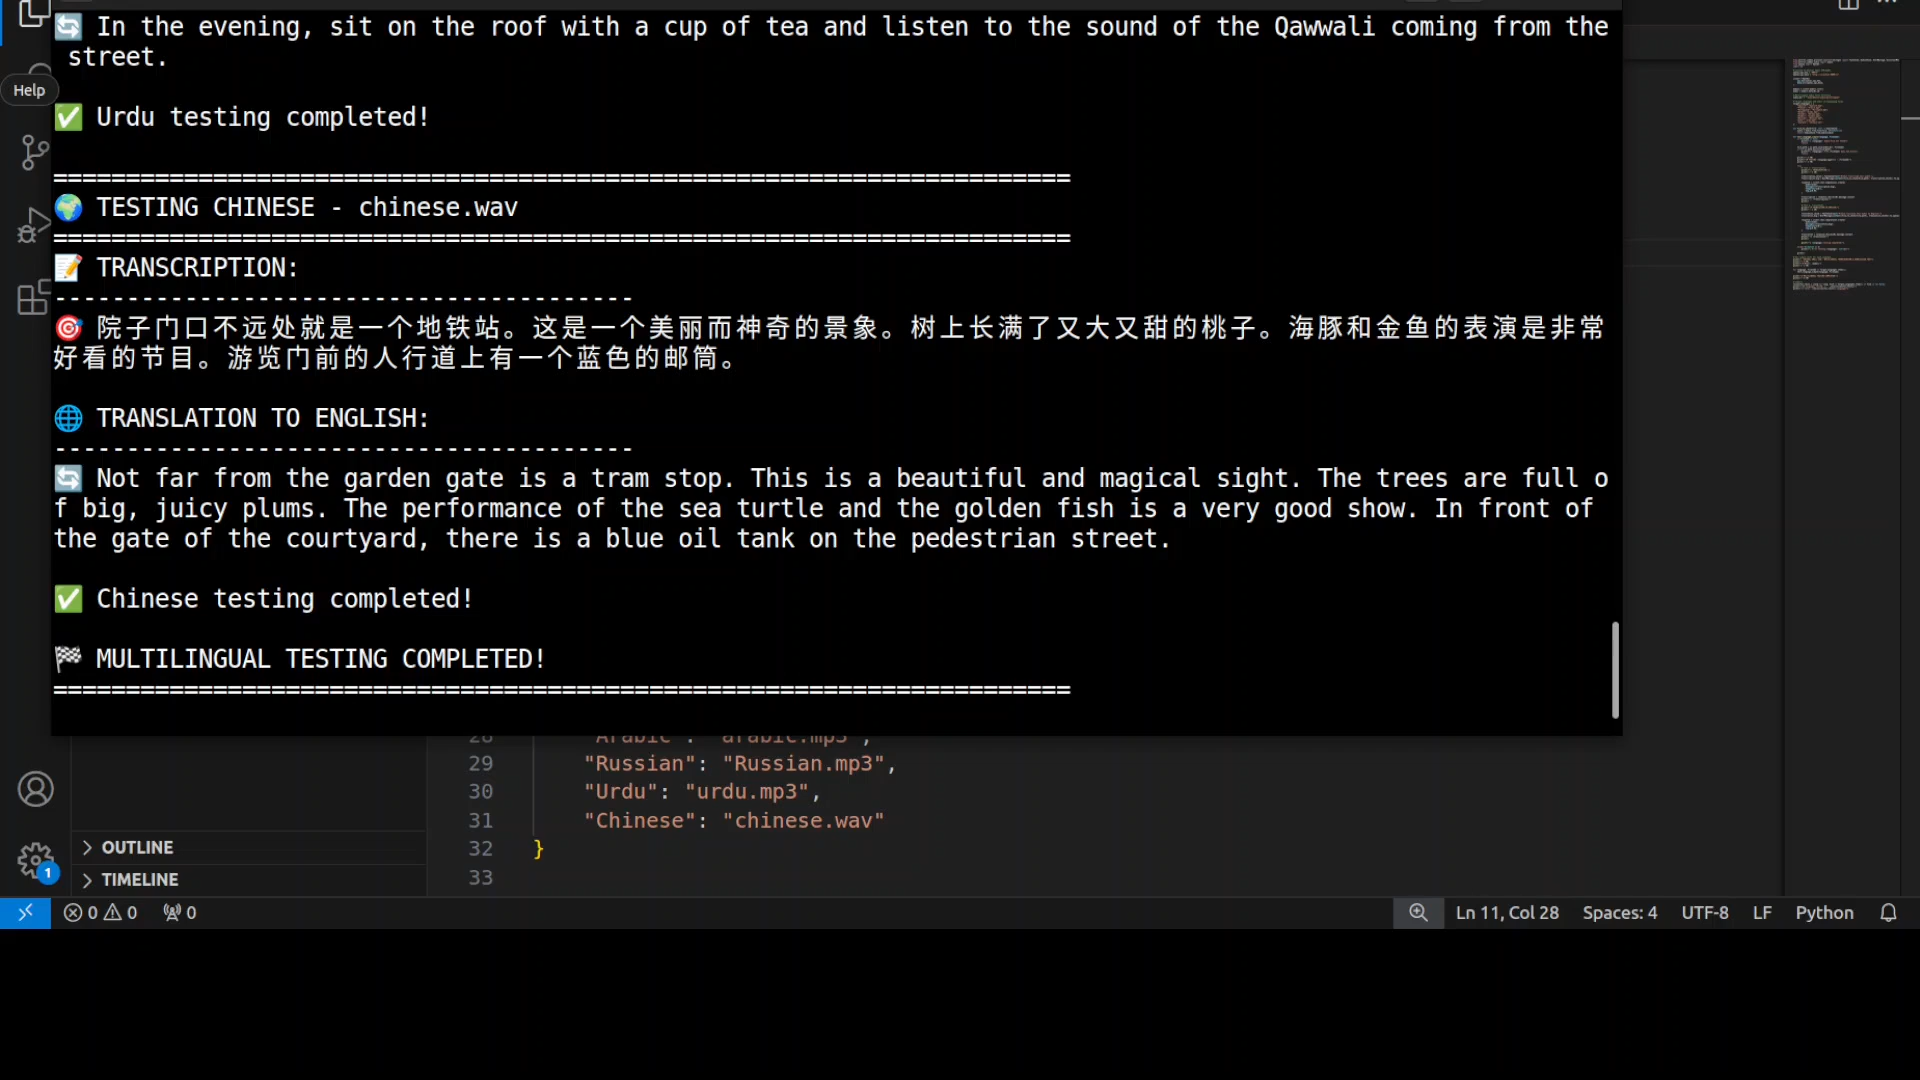 In the evening, sit on the roof with a cup of tea and listen to the sound of the Qawwali coming from the
street.
Help
Urdu testing completed!
======================================================================
TESTING CHINESE - chinese.wav
======================================================================
TRANSCRIPTION:
----------------------------------------
院子门口不远处就是一个地铁站。这是一个美丽而神奇的景象。树上长满了又大又甜的桃子。海豚和金鱼的表演是非常
好看的节目。游览门前的人行道上有一个蓝色的邮筒。
TRANSLATION TO ENGLISH:
----------------------------------------
Not far from the garden gate is a tram stop. This is a beautiful and magical sight. The trees are full o
f big, juicy plums. The performance of the sea turtle and the golden fish is a very good show. In front of
the gate of the courtyard, there is a blue oil tank on the pedestrian street.
Chinese testing completed!
MULTILINGUAL TESTING COMPLETED!
======================================================================
28 "Arabic": "arabic.mp3",
29 "Russian": "Russian.mp3",
30 "Urdu": "urdu.mp3",
31 "Chinese": "chinese.wav"
32 }
33
OUTLINE
TIMELINE
1
0 0 0 Ln 11, Col 28 Spaces: 4 UTF-8 LF Python